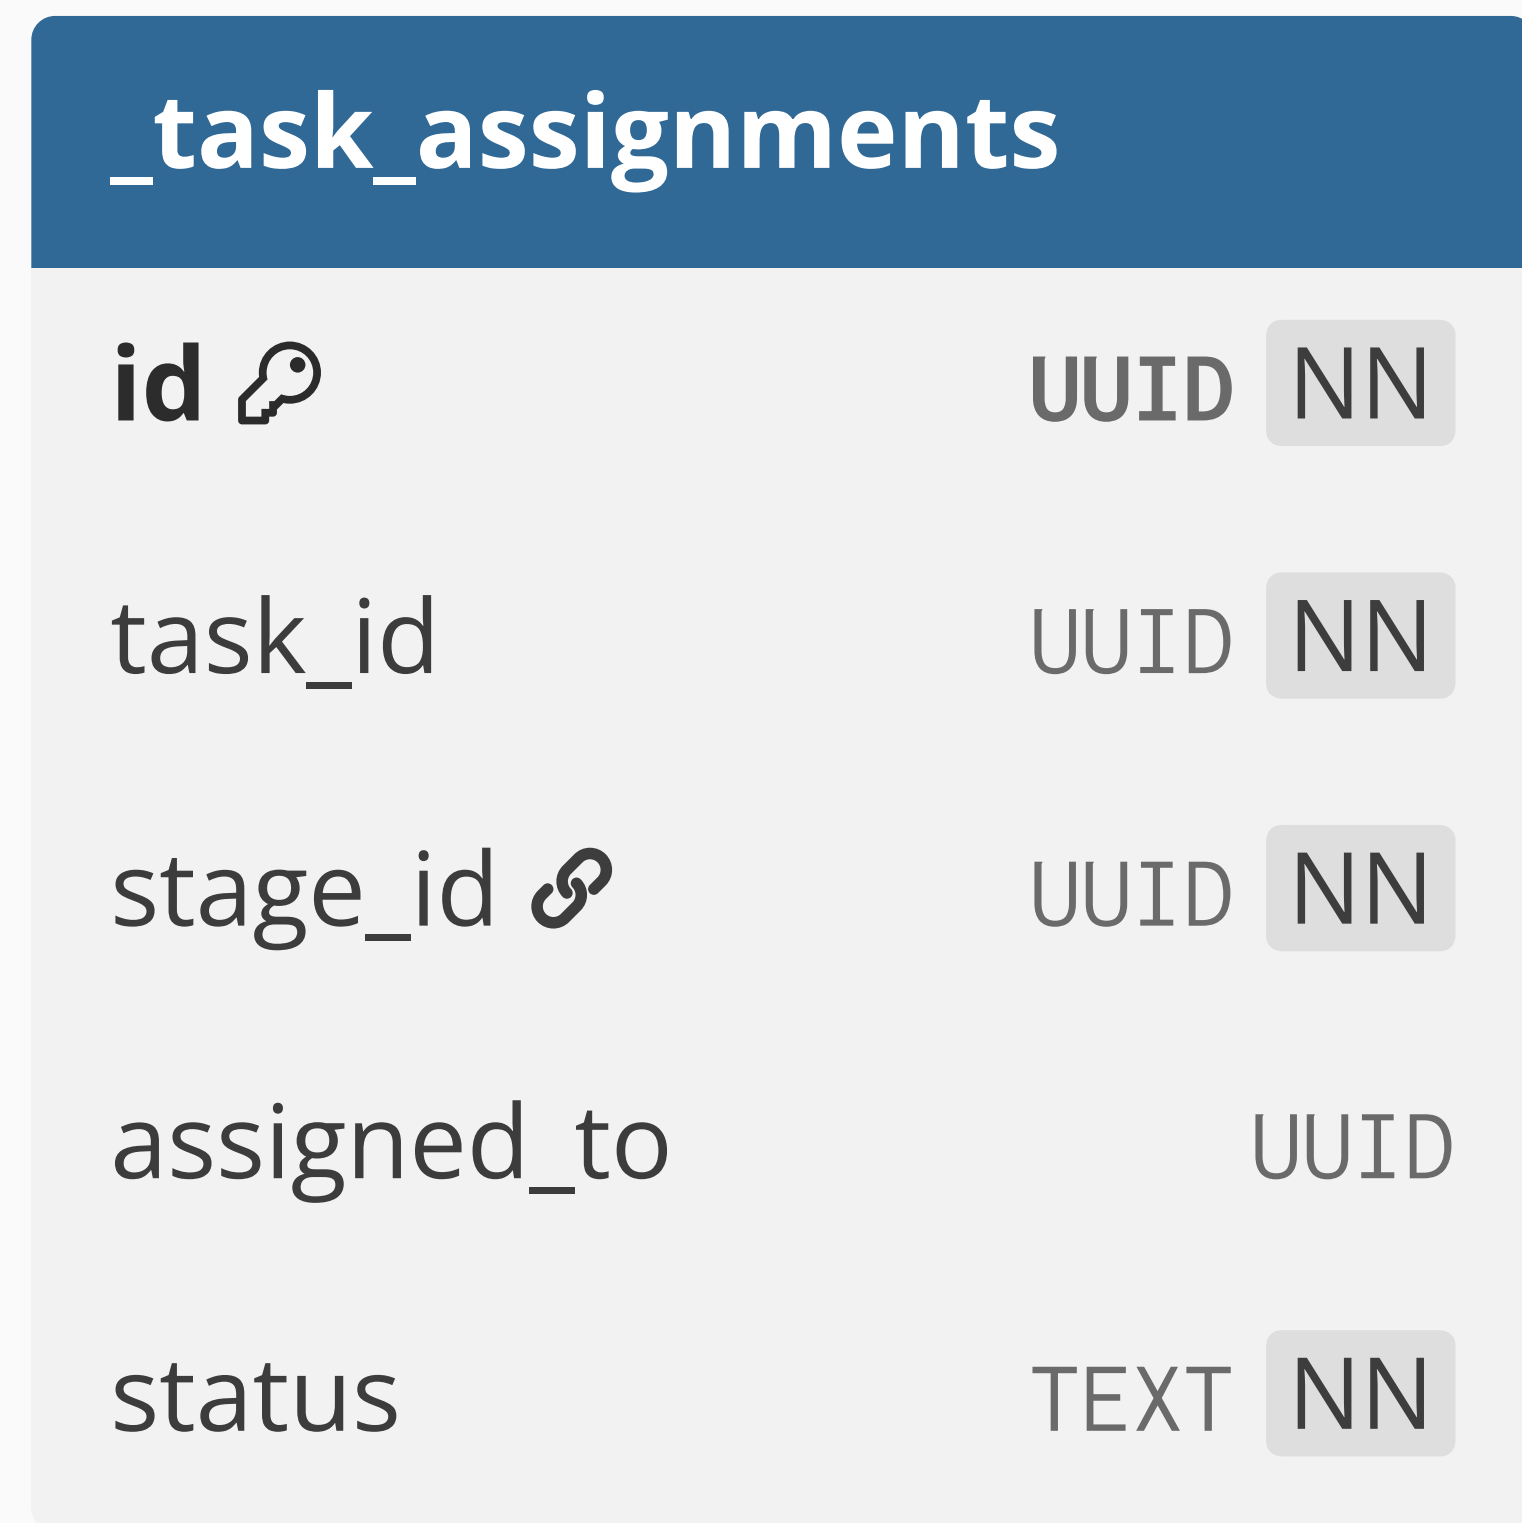 _task_assignments
id UUID NN
task_id UUID NN
stage_id UUID NN
assigned_to UUID
status TEXT NN